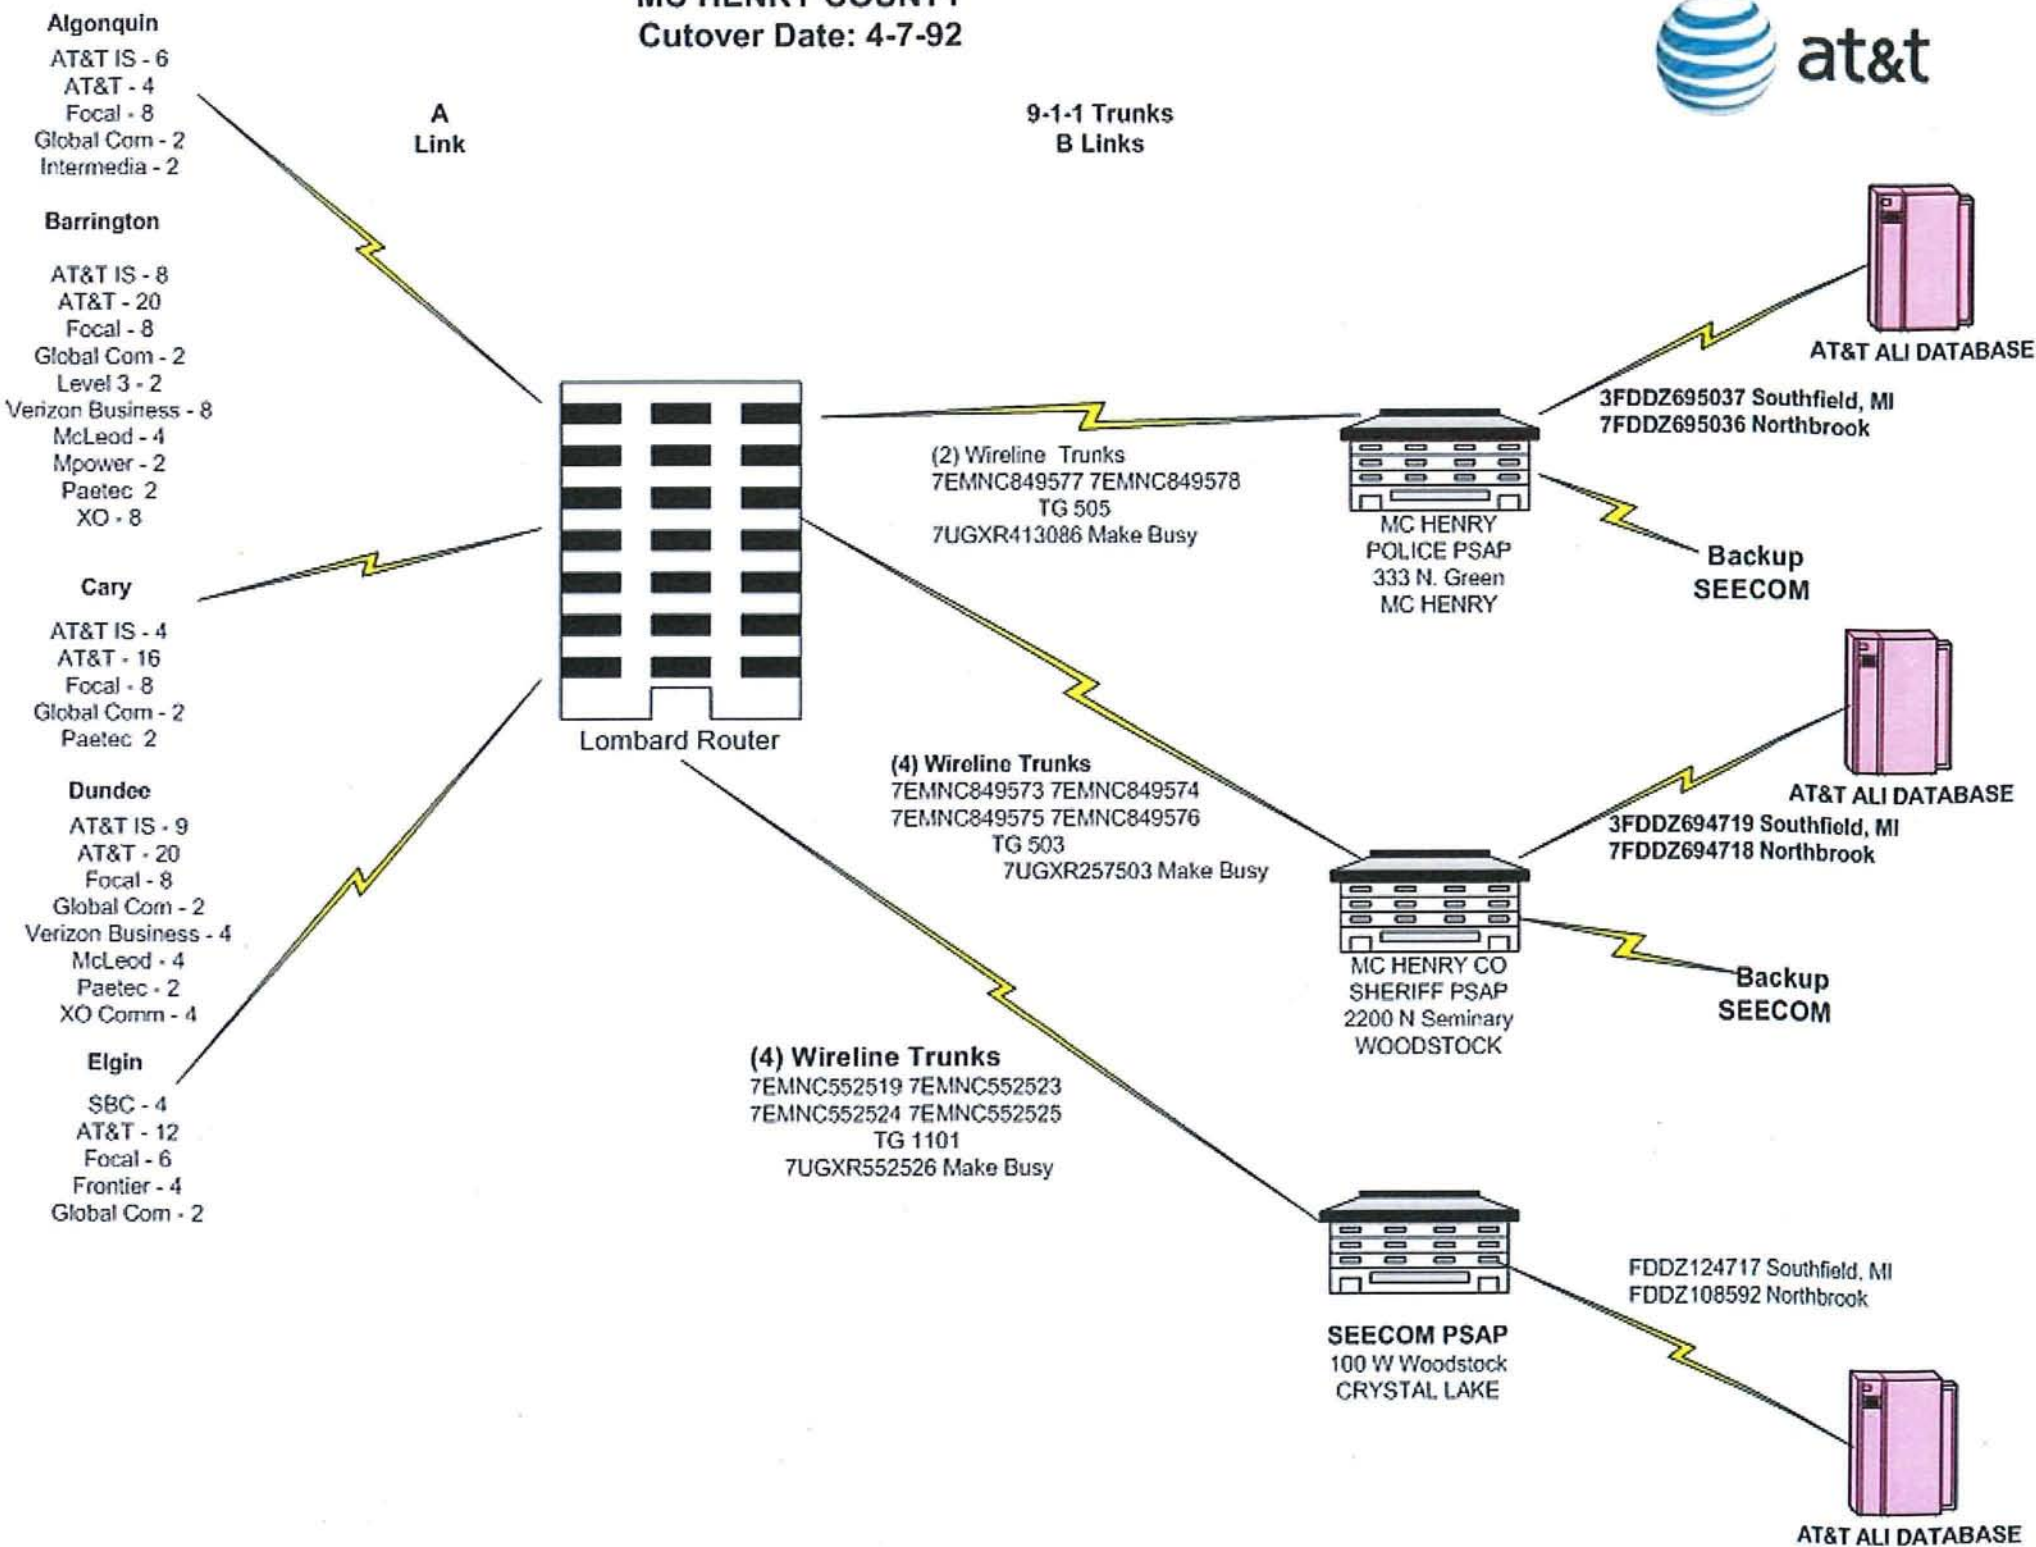 MC HENRY COUNTY
Cutover Date: 4-7-92
at&t
A
Link
9-1-1 Trunks
B Links
Algonquin
AT&T IS - 6
AT&T - 4
Focal - 8
Global Com - 2
Intermedia - 2
Barrington
AT&T IS - 8
AT&T - 20
Focal - 8
Global Com - 2
Level 3 - 2
Verizon Business - 8
McLeod - 4
Mpower - 2
Paetec 2
XO - 8
Cary
AT&T IS - 4
AT&T - 16
Focal - 8
Global Com - 2
Paetec 2
Dundee
AT&T IS - 9
AT&T - 20
Focal - 8
Global Com - 2
Verizon Business - 4
McLeod - 4
Paetec - 2
XO Comm - 4
Elgin
SBC - 4
AT&T - 12
Focal - 6
Frontier - 4
Global Com - 2
Lombard Router
(2) Wireline Trunks
7EMNC849577 7EMNC849578
TG 505
7UGXR413086 Make Busy
(4) Wireline Trunks
7EMNC849573 7EMNC849574
7EMNC849575 7EMNC849576
TG 503
7UGXR257503 Make Busy
(4) Wireline Trunks
7EMNC552519 7EMNC552523
7EMNC552524 7EMNC552525
TG 1101
7UGXR552526 Make Busy
MC HENRY
POLICE PSAP
333 N. Green
MC HENRY
AT&T ALI DATABASE
3FDDZ695037 Southfield, MI
7FDDZ695036 Northbrook
Backup
SEECOM
MC HENRY CO
SHERIFF PSAP
2200 N Seminary
WOODSTOCK
AT&T ALI DATABASE
3FDDZ694719 Southfield, MI
7FDDZ694718 Northbrook
Backup
SEECOM
SEECOM PSAP
100 W Woodstock
CRYSTAL LAKE
FDDZ124717 Southfield, MI
FDDZ108592 Northbrook
AT&T ALI DATABASE